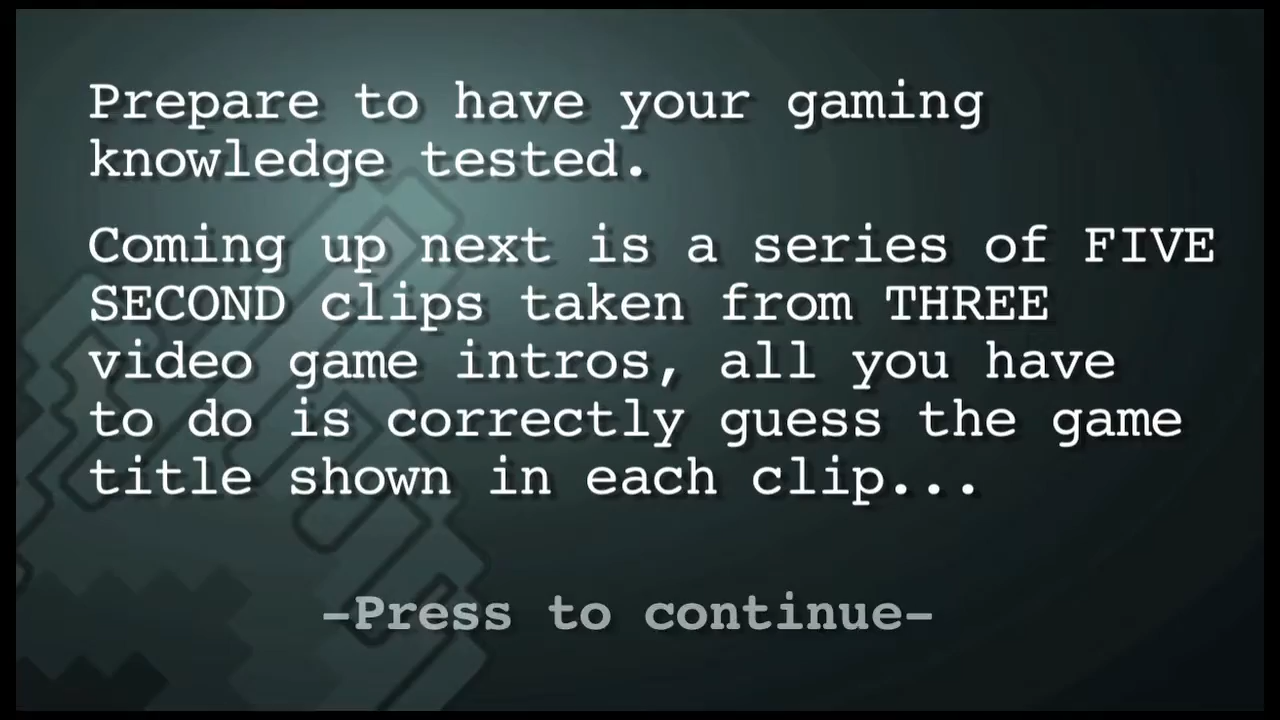 Prepare to have your gaming
knowledge tested.
Coming up next is a series of FIVE
SECOND clips taken from THREE
video game intros, all you have
to do is correctly guess the game
title shown in each clip...
-Press to continue-